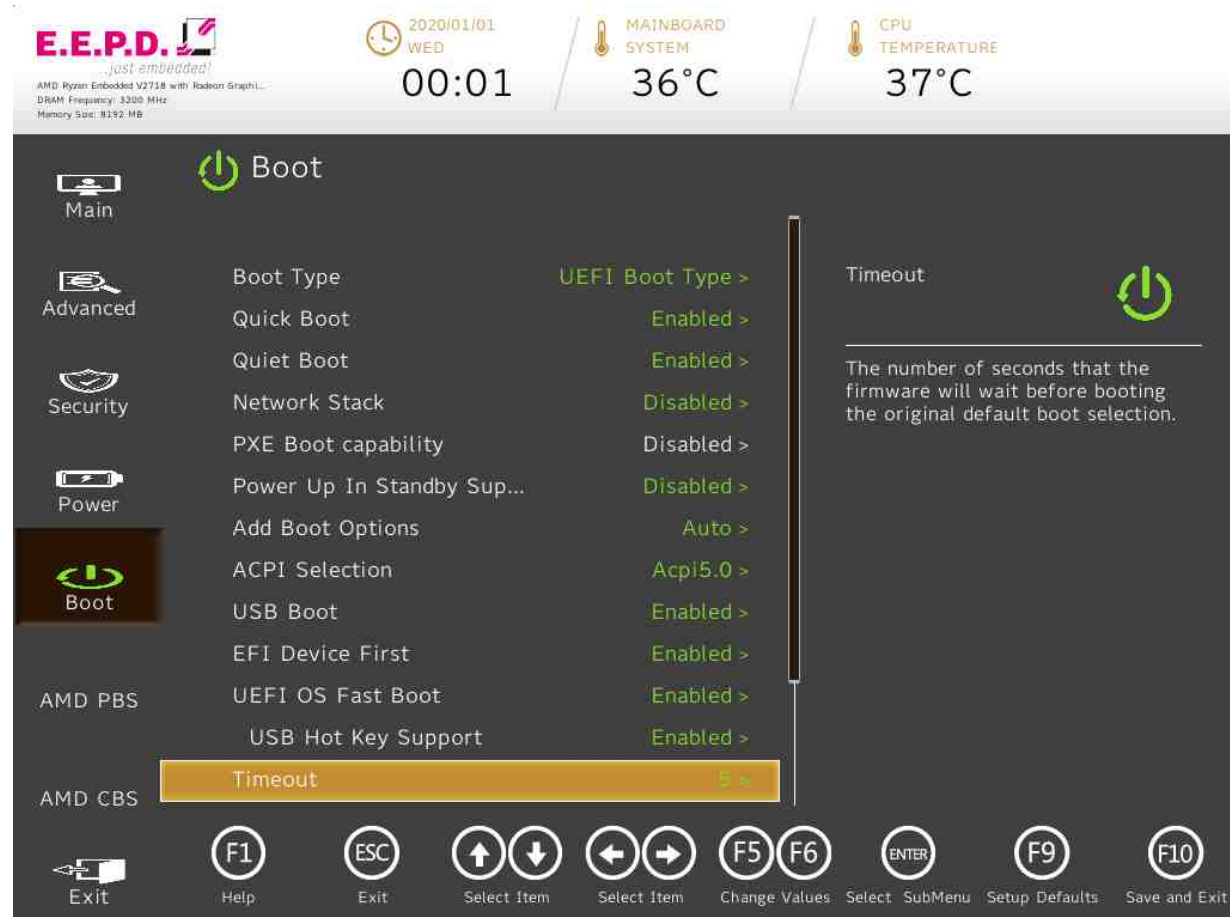 E.E.P.D.
...just embedded!
AMD Ryzen Embedded V2718 with Radeon Graphi...
DRAM Frequency: 3200 MHz
Memory Size: 8192 MB
2020/01/01
WED
00:01
MAINBOARD
SYSTEM
36°C
CPU
TEMPERATURE
37°C
Main
Advanced
Security
Power
Boot
AMD PBS
AMD CBS
Exit
Boot
Boot Type UEFI Boot Type >
Quick Boot Enabled >
Quiet Boot Enabled >
Network Stack Disabled >
PXE Boot capability Disabled >
Power Up In Standby Sup... Disabled >
Add Boot Options Auto >
ACPI Selection Acpi5.0 >
USB Boot Enabled >
EFI Device First Enabled >
UEFI OS Fast Boot Enabled >
USB Hot Key Support Enabled >
Timeout 5 >
Timeout
The number of seconds that the
firmware will wait before booting
the original default boot selection.
F1 ESC F5 F6 ENTER F9 F10
Help Exit Select Item Select Item Change Values Select SubMenu Setup Defaults Save and Exit